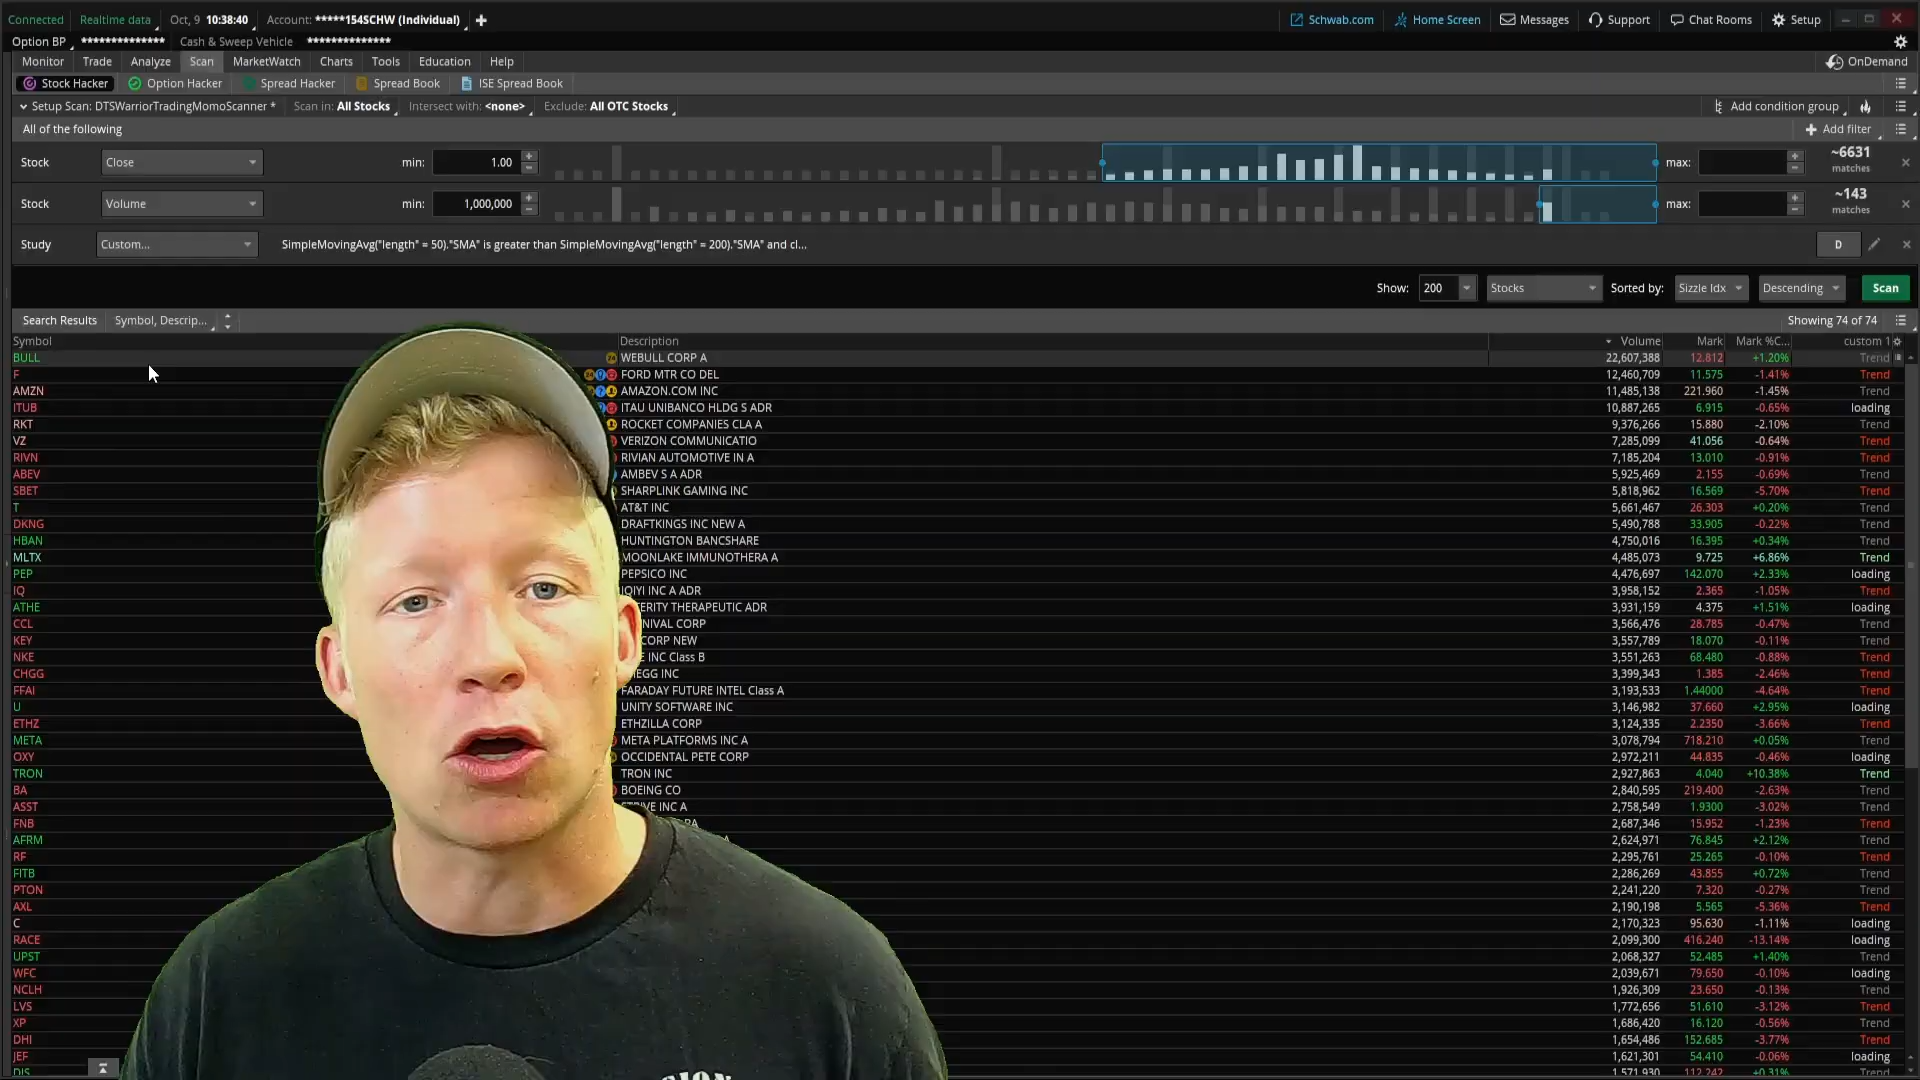 Connected Realtime data Oct, 9 10:38:40 Account: *****154SCHW (Individual) Schwab.com Home Screen Messages Support Chat Rooms Setup
Option BP ************** Cash & Sweep Vehicle **************
Monitor Trade Analyze Scan MarketWatch Charts Tools Education Help OnDemand
Stock Hacker Option Hacker Spread Hacker Spread Book ISE Spread Book
Setup Scan: DTSWarriorTradingMomoScanner * Scan in: All Stocks Intersect with: <none> Exclude: All OTC Stocks Add condition group
All of the following Add filter
Stock Close min: 1.00 max: ~6631 matches
Stock Volume min: 1,000,000 max: ~143 matches
Study Custom... SimpleMovingAvg("length" = 50)."SMA" is greater than SimpleMovingAvg("length" = 200)."SMA" and cl... D
Show: 200 Stocks Sorted by: Sizzle Idx Descending Scan
Search Results Symbol, Descrip... Showing 74 of 74
Symbol Description Volume Mark Mark %C... custom 1
BULL WEBULL CORP A 22,607,388 12.812 +1.20% Trend
F FORD MTR CO DEL 12,460,709 11.575 -1.41% Trend
AMZN AMAZON.COM INC 11,485,138 221.960 -1.45% Trend
ITUB ITAU UNIBANCO HLDG S ADR 10,887,265 6.915 -0.65% loading
RKT ROCKET COMPANIES CLA A 9,376,266 15.880 -2.10% Trend
VZ VERIZON COMMUNICATIO 7,285,099 41.056 -0.64% Trend
RIVN RIVIAN AUTOMOTIVE IN A 7,185,204 13.010 -0.91% Trend
ABEV AMBEV S A ADR 5,925,469 2.155 -0.69% Trend
SBET SHARPLINK GAMING INC 5,818,962 16.569 -5.70% Trend
T AT&T INC 5,661,467 26.303 +0.20% Trend
DKNG DRAFTKINGS INC NEW A 5,490,788 33.905 -0.22% Trend
HBAN HUNTINGTON BANCSHARE 4,750,016 16.395 +0.34% Trend
MLTX MOONLAKE IMMUNOTHERA A 4,485,073 9.725 +6.86% Trend
PEP PEPSICO INC 4,476,697 142.070 +2.33% loading
IQ IQIYI INC A ADR 3,958,152 2.365 -1.05% Trend
ATHE ERITY THERAPEUTIC ADR 3,931,159 4.375 +1.51% loading
CCL NIVAL CORP 3,566,476 28.785 -0.47% Trend
KEY CORP NEW 3,557,789 18.070 -0.11% Trend
NKE E INC Class B 3,551,263 68.480 -0.88% Trend
CHGG HEGG INC 3,399,343 1.385 -2.46% Trend
FFAI FARADAY FUTURE INTEL Class A 3,193,533 1.44000 -4.64% Trend
U UNITY SOFTWARE INC 3,146,982 37.660 +2.95% loading
ETHZ ETHZILLA CORP 3,124,335 2.2350 -3.66% Trend
META META PLATFORMS INC A 3,078,794 718.210 +0.05% Trend
OXY OCCIDENTAL PETE CORP 2,972,211 44.835 -0.46% loading
TRON TRON INC 2,927,863 4.040 +10.38% Trend
BA BOEING CO 2,840,595 219.400 -2.63% Trend
ASST STRIVE INC A 2,758,549 1.9300 -3.02% Trend
FNB PA 2,687,346 15.952 -1.23% Trend
AFRM A 2,624,971 76.845 +2.12% Trend
RF 2,295,761 25.265 -0.10% Trend
FITB 2,286,269 43.855 +0.72% Trend
PTON 2,241,220 7.320 -0.27% Trend
AXL 2,190,198 5.565 -5.36% Trend
C 2,170,323 95.630 -1.11% loading
RACE 2,099,300 416.240 -13.14% loading
UPST 2,068,327 52.485 +1.40% Trend
WFC 2,039,671 79.650 -0.10% loading
NCLH 1,926,309 23.650 -0.13% Trend
LVS 1,772,656 51.610 -3.12% Trend
XP 1,686,420 16.120 -0.56% Trend
DHI 1,654,486 152.685 -3.77% Trend
JEF 1,621,301 54.410 -0.06% loading
DIS 1,571,930 112.242 +0.31% Trend